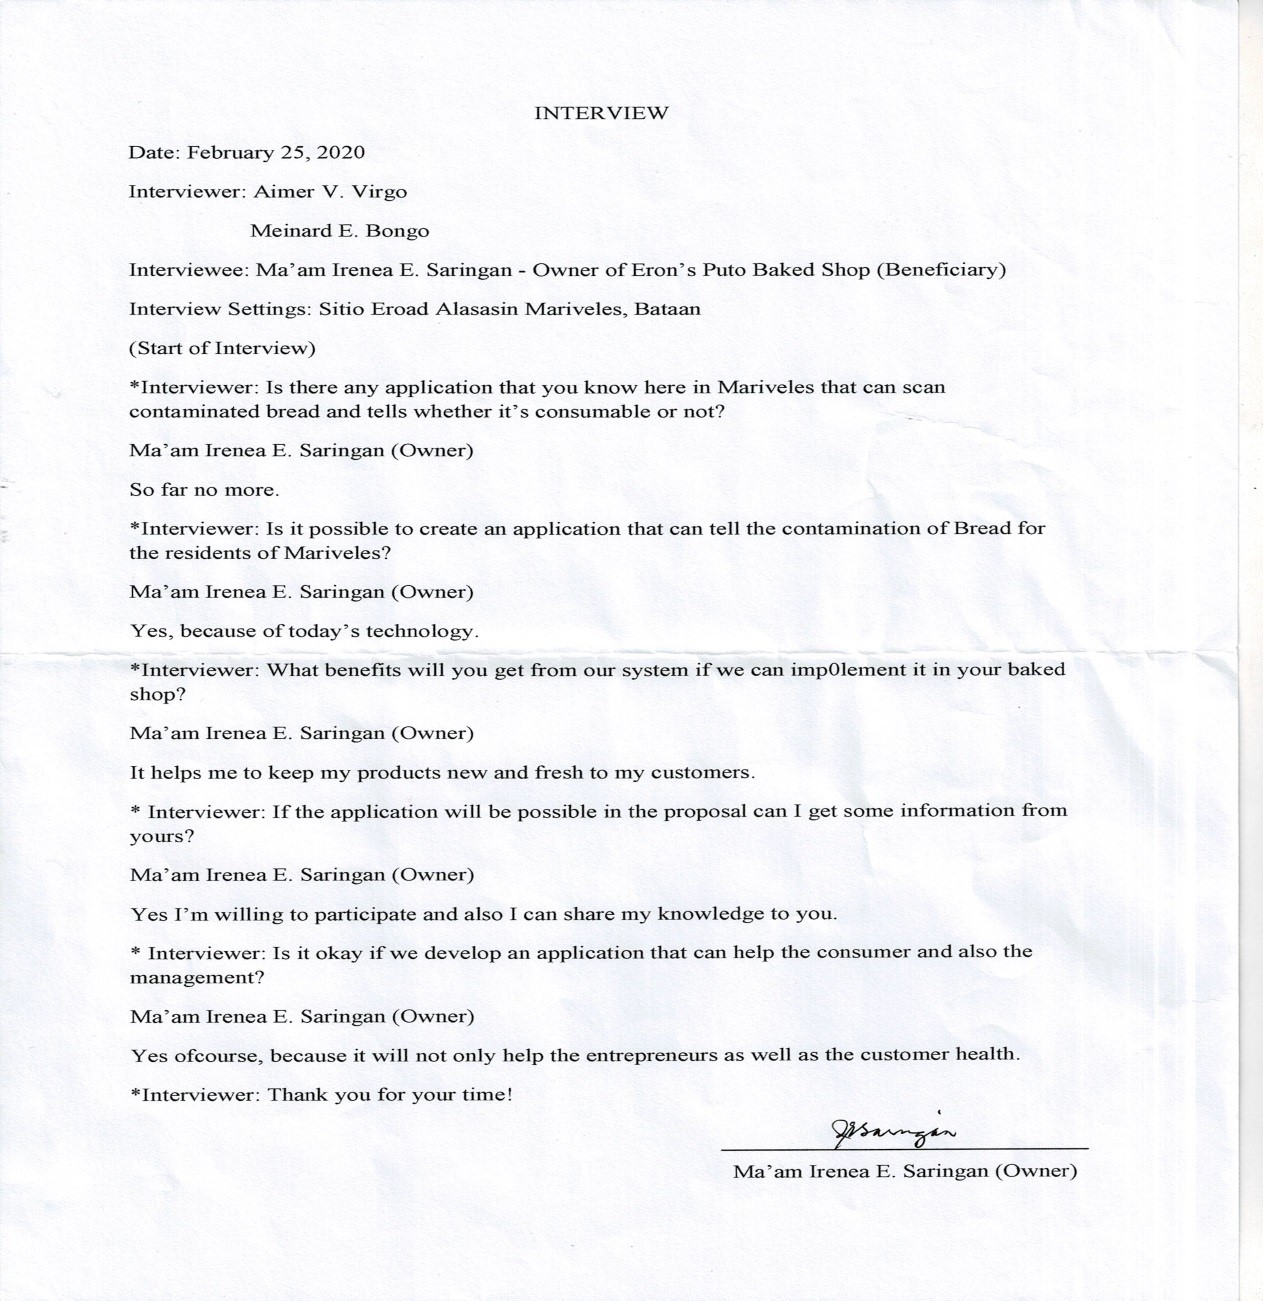 INTERVIEW
Date: February 25, 2020
Interviewer: Aimer V. Virgo
Meinard E. Bongo
Interviewee: Ma'am Irenea E. Saringan - Owner of Eron's Puto Baked Shop (Beneficiary)
Interview Settings: Sitio Eroad Alasasin Mariveles, Bataan
(Start of Interview)
*Interviewer: Is there any application that you know here in Mariveles that can scan
contaminated bread and tells whether it's consumable or not?
Ma'am Irenea E. Saringan (Owner)
So far no more.
*Interviewer: Is it possible to create an application that can tell the contamination of Bread for
the residents of Mariveles?
Ma'am Irenea E. Saringan (Owner)
Yes, because of today's technology.
*Interviewer: What benefits will you get from our system if we can imp0lement it in your baked
shop?
Ma'am Irenea E. Saringan (Owner)
It helps me to keep my products new and fresh to my customers.
* Interviewer: If the application will be possible in the proposal can I get some information from
yours?
Ma'am Irenea E. Saringan (Owner)
Yes I'm willing to participate and also I can share my knowledge to you.
* Interviewer: Is it okay if we develop an application that can help the consumer and also the
management?
Ma'am Irenea E. Saringan (Owner)
Yes ofcourse, because it will not only help the entrepreneurs as well as the customer health.
*Interviewer: Thank you for your time!
Ma'am Irenea E. Saringan (Owner)